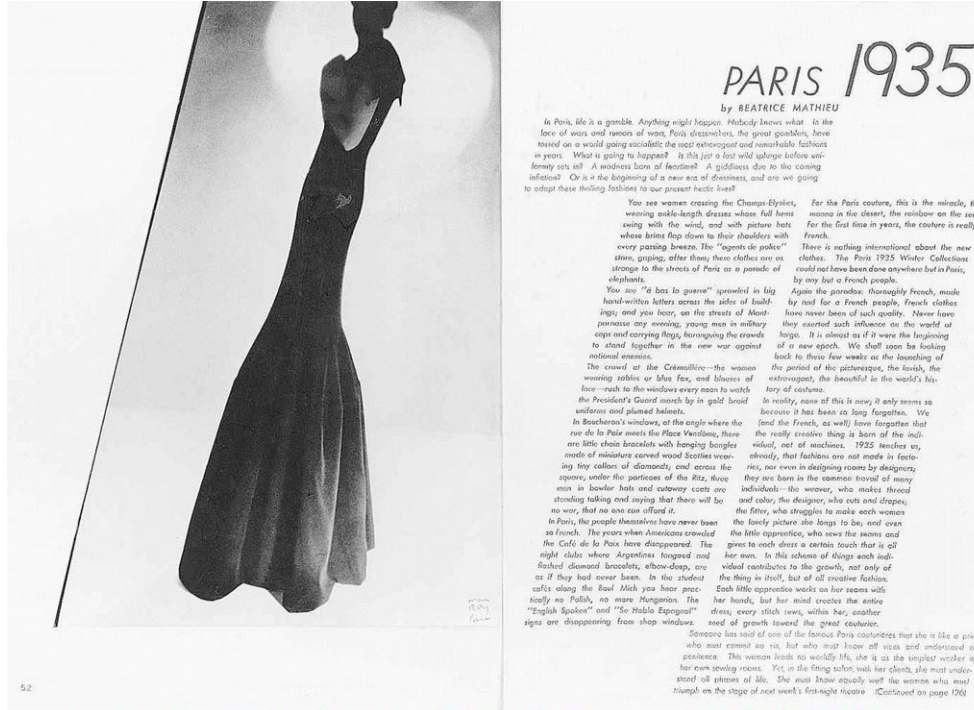 PARIS 1935
by BEATRICE MATHIEU
In Paris, life is a gamble. Anything might happen. Nobody knows what. In the
face of wars and rumors of wars, Paris dressmakers, the great gamblers, have
tossed on a world going socialistic the most extravagant and remarkable fashions
in years. What is going to happen? Is this just a last wild splurge before uni-
formity sets in? A madness born of feartime? A giddiness due to the coming
inflation? Or is it the beginning of a new era of dressiness, and are we going
to adapt these thrilling fashions to our present hectic lives?
You see women crossing the Champs-Elysées,
wearing ankle-length dresses whose full hems
swing with the wind, and with picture hats
whose brims flap down to their shoulders with
every passing breeze. The "agents de police"
stare, gaping, after them; these clothes are as
strange to the streets of Paris as a parade of
elephants.
You see "à bas la guerre" sprawled in big
hand-written letters across the sides of build-
ings; and you hear, on the streets of Mont-
parnasse any evening, young men in military
caps and carrying flags, haranguing the crowds
to stand together in the new war against
national enemies.
The crowd at the Crémaillère—the women
wearing sables or blue fox, and blouses of
lace—rush to the windows every noon to watch
the President's Guard march by in gold braid
uniforms and plumed helmets.
In Boucheron's windows, at the angle where the
rue de la Paix meets the Place Vendôme, there
are little chain bracelets with hanging bangles
made of miniature carved wood Scotties wear-
ing tiny collars of diamonds; and across the
square, under the porticoes of the Ritz, three
men in bowler hats and cutaway coats are
standing talking and saying that there will be
no war, that no one can afford it.
In Paris, the people themselves have never been
so French. The years when Americans crowded
the Café de la Paix have disappeared. The
night clubs where Argentines tangoed and
flashed diamond bracelets, elbow-deep, are
as if they had never been. In the student
cafés along the Boul Mich you hear prac-
tically no Polish, no more Hungarian. The
"English Spoken" and "Se Habla Espagnol"
signs are disappearing from shop windows.
For the Paris couture, this is the miracle,
manna in the desert, the rainbow on the
For the first time in years, the couture is
French.
There is nothing international about the new
clothes. The Paris 1935 Winter Collections
could not have been done anywhere but in Paris,
by any but a French people.
Again the paradox: thoroughly French, made
by and for a French people, French clothes
have never been of such quality. Never have
they exerted such influence on the world at
large. It is almost as if it were the beginning
of a new epoch. We shall soon be looking
back to these few weeks as the launching of
the period of the picturesque, the lavish, the
extravagant, the beautiful in the world's his-
tory of costume.
In reality, none of this is new; it only seems so
because it has been so long forgotten. We
(and the French, as well) have forgotten that
the really creative thing is born of the indi-
vidual, not of machines. 1935 teaches us,
already, that fashions are not made in facto-
ries, nor even in designing rooms by designers;
they are born in the common travail of many
individuals—the weaver, who makes thread
and color; the designer, who cuts and drapes;
the fitter, who struggles to make each woman
the lovely picture she longs to be; and even
the little apprentice, who sews the seams and
gives to each dress a certain touch that is all
her own. In this scheme of things each indi-
vidual contributes to the growth, not only of
the thing in itself, but of all creative fashion.
Each little apprentice works on her seams with
her hands, but her mind creates the entire
dress; every stitch sews, within her, another
seed of growth toward the great couturier.
Someone has said of one of the famous Paris couturières that she is like a
who must commit no sin, but who must know all vices and understand
penitence. This woman leads no worldly life, she is as the simplest worker
her own sewing rooms. Yet, in the fitting salon, with her clients, she must under-
stand all phases of life. She must know equally well the woman who must
triumph on the stage of next week's first-night theatre (Continued on page 126)
52